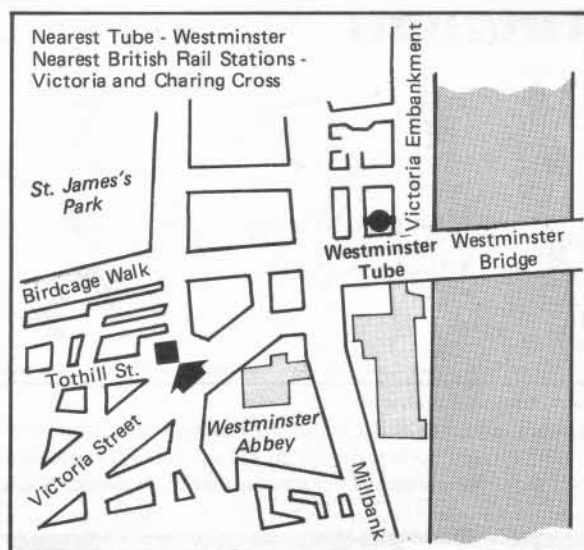 Nearest Tube - Westminster
Nearest British Rail Stations -
Victoria and Charing Cross
Victoria Embankment
St. James's
Park
Westminster
Tube
Westminster
Bridge
Birdcage Walk
Tothill St.
Victoria Street
Westminster
Abbey
Millbank